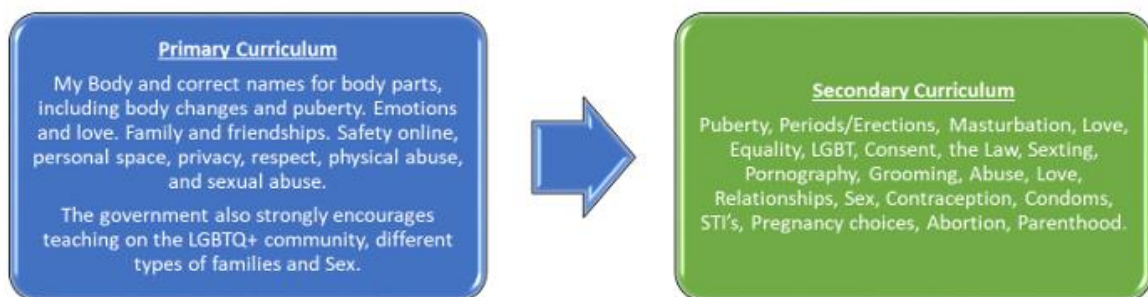 Primary Curriculum
My Body and correct names for body parts,
including body changes and puberty. Emotions
and love. Family and friendships. Safety online,
personal space, privacy, respect, physical abuse,
and sexual abuse.
The government also strongly encourages
teaching on the LGBTQ+ community, different
types of families and Sex.
Secondary Curriculum
Puberty, Periods/Erections, Masturbation, Love,
Equality, LGBT, Consent, the Law, Sexting,
Pornography, Grooming, Abuse, Love,
Relationships, Sex, Contraception, Condoms,
STI's, Pregnancy choices, Abortion, Parenthood.